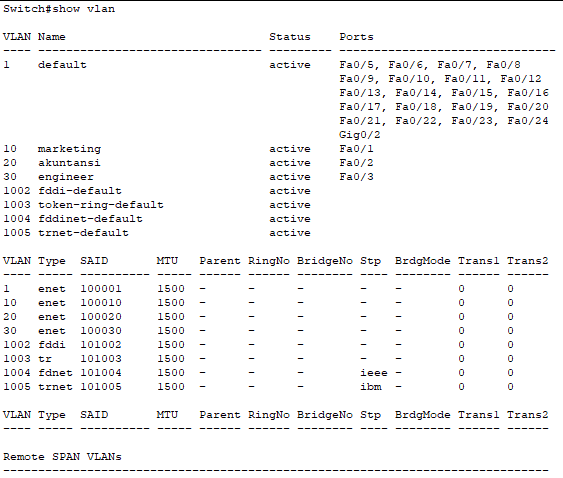 Switch#show vlan
VLAN Name                             Status    Ports
---- -------------------------------- --------- -------------------------------
1    default                          active    Fa0/5, Fa0/6, Fa0/7, Fa0/8
                                                Fa0/9, Fa0/10, Fa0/11, Fa0/12
                                                Fa0/13, Fa0/14, Fa0/15, Fa0/16
                                                Fa0/17, Fa0/18, Fa0/19, Fa0/20
                                                Fa0/21, Fa0/22, Fa0/23, Fa0/24
                                                Gig0/2
10   marketing                        active    Fa0/1
20   akuntansi                        active    Fa0/2
30   engineer                         active    Fa0/3
1002 fddi-default                     active
1003 token-ring-default               active
1004 fddinet-default                  active
1005 trnet-default                    active
VLAN Type  SAID       MTU   Parent RingNo BridgeNo Stp  BrdgMode Trans1 Trans2
---- ----- ---------- ----- ------ ------ -------- ---- -------- ------ ------
1    enet  100001     1500  -      -      -        -    -        0      0
10   enet  100010     1500  -      -      -        -    -        0      0
20   enet  100020     1500  -      -      -        -    -        0      0
30   enet  100030     1500  -      -      -        -    -        0      0
1002 fddi  101002     1500  -      -      -        -    -        0      0
1003 tr    101003     1500  -      -      -        -    -        0      0
1004 fdnet 101004     1500  -      -      -        ieee -        0      0
1005 trnet 101005     1500  -      -      -        ibm  -        0      0
VLAN Type  SAID       MTU   Parent RingNo BridgeNo Stp  BrdgMode Trans1 Trans2
---- ----- ---------- ----- ------ ------ -------- ---- -------- ------ ------
Remote SPAN VLANs
------------------------------------------------------------------------------